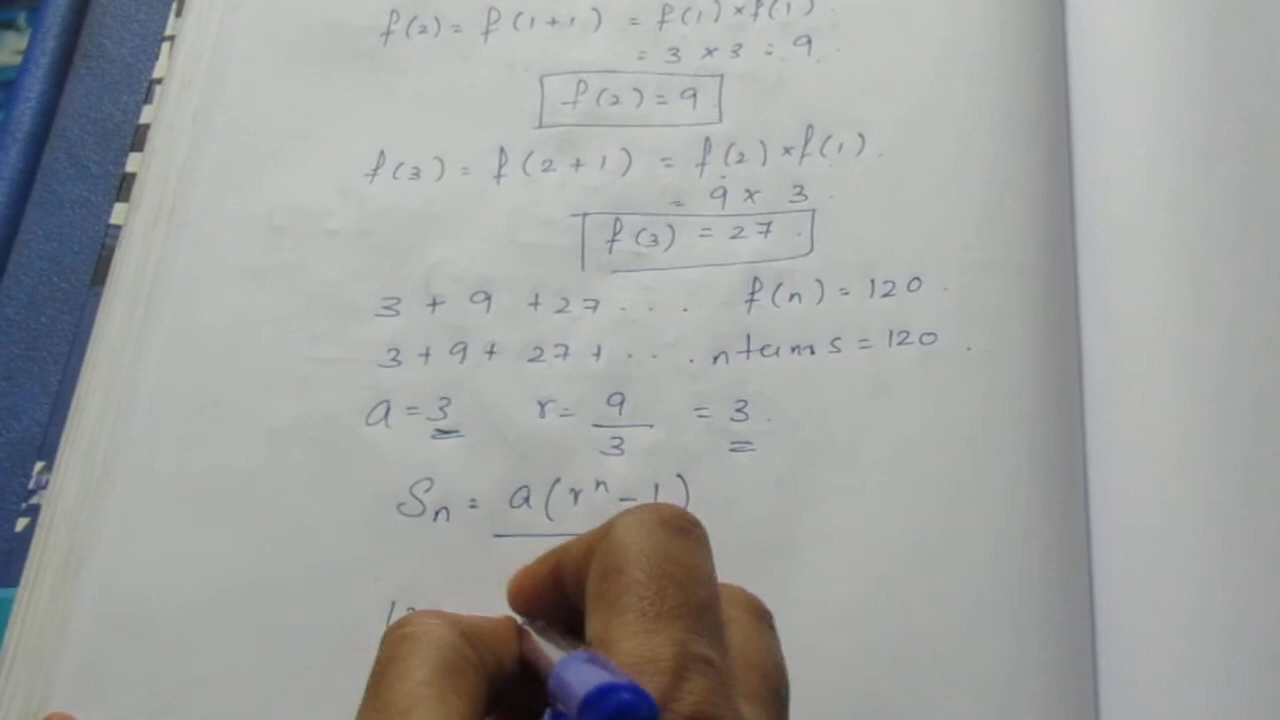 f(2) = f(1+1) = f(1) × f(1).
= 3 × 3 = 9.
f(2) = 9.
f(3) = f(2+1) = f(2) × f(1).
= 9 × 3.
f(3) = 27.
3 + 9 + 27 . . . f(n) = 120.
3 + 9 + 27 + . . . n terms = 120.
a = 3 r = 9/3 = 3.
Sn = a(rⁿ - 1)